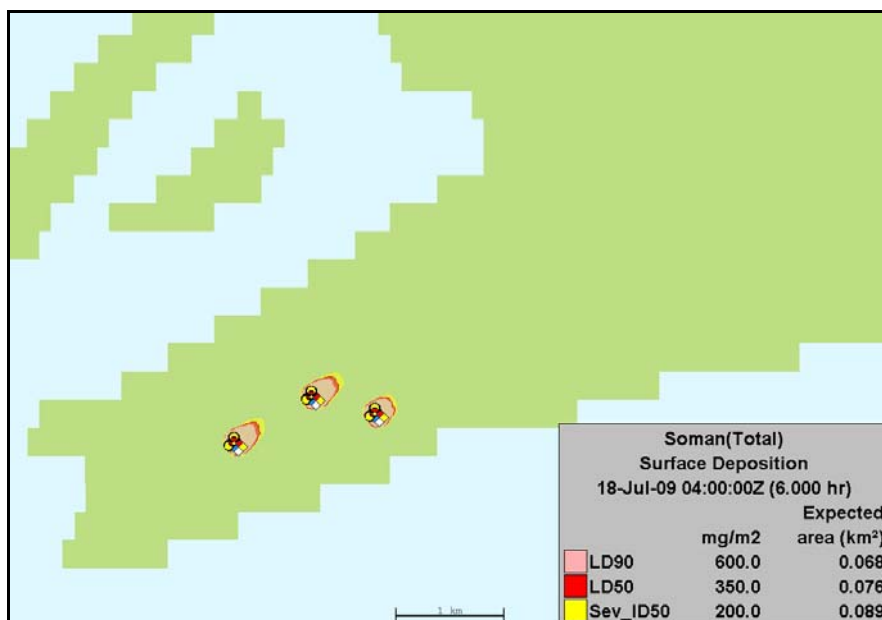 Soman(Total)
Surface Deposition
18-Jul-09 04:00:00Z (6.000 hr)
Expected
mg/m2 area (km²)
LD90 600.0 0.068
LD50 350.0 0.076
Sev_ID50 200.0 0.089
1 km